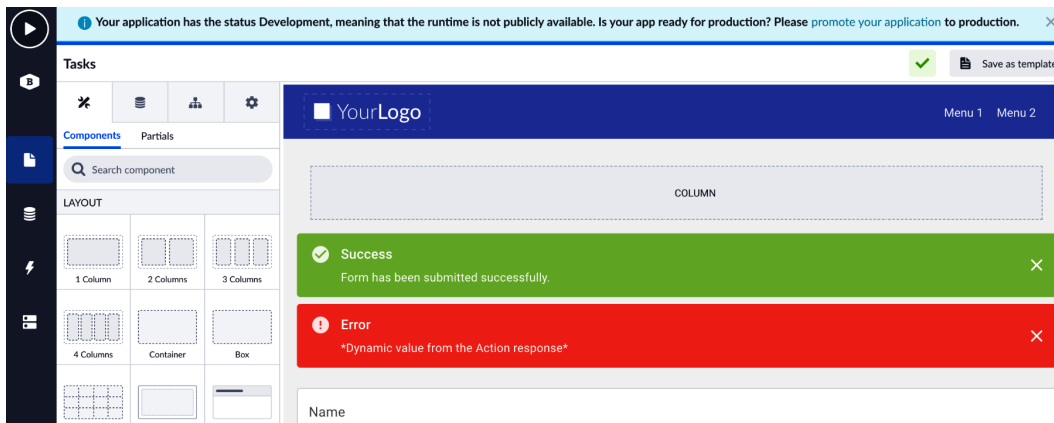 Your application has the status Development, meaning that the runtime is not publicly available. Is your app ready for production? Please promote your application to production.
Tasks
Save as template
B
YourLogo
Menu 1 Menu 2
Components Partials
Search component
LAYOUT
COLUMN
1 Column 2 Columns 3 Columns
Success
Form has been submitted successfully.
4 Columns Container Box
Error
*Dynamic value from the Action response*
Name